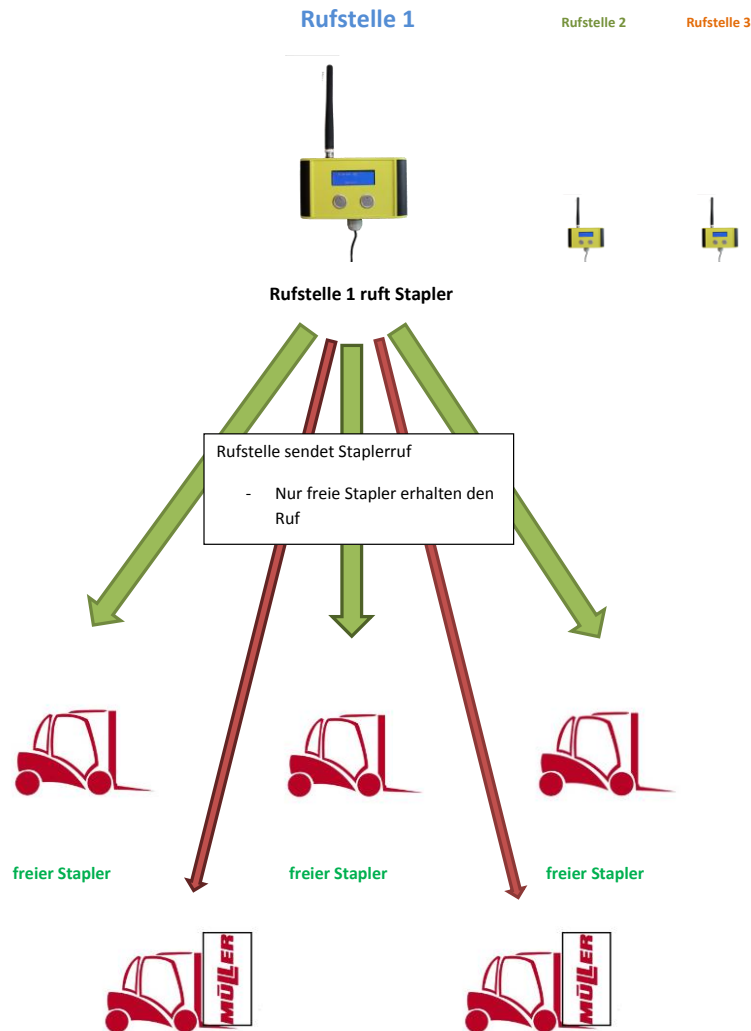 Rufstelle 1
Rufstelle 2
Rufstelle 3
Rufstelle 1 ruft Stapler
Rufstelle sendet Staplerruf
- Nur freie Stapler erhalten den
Ruf
freier Stapler
freier Stapler
freier Stapler
MÜLLER
MÜLLER